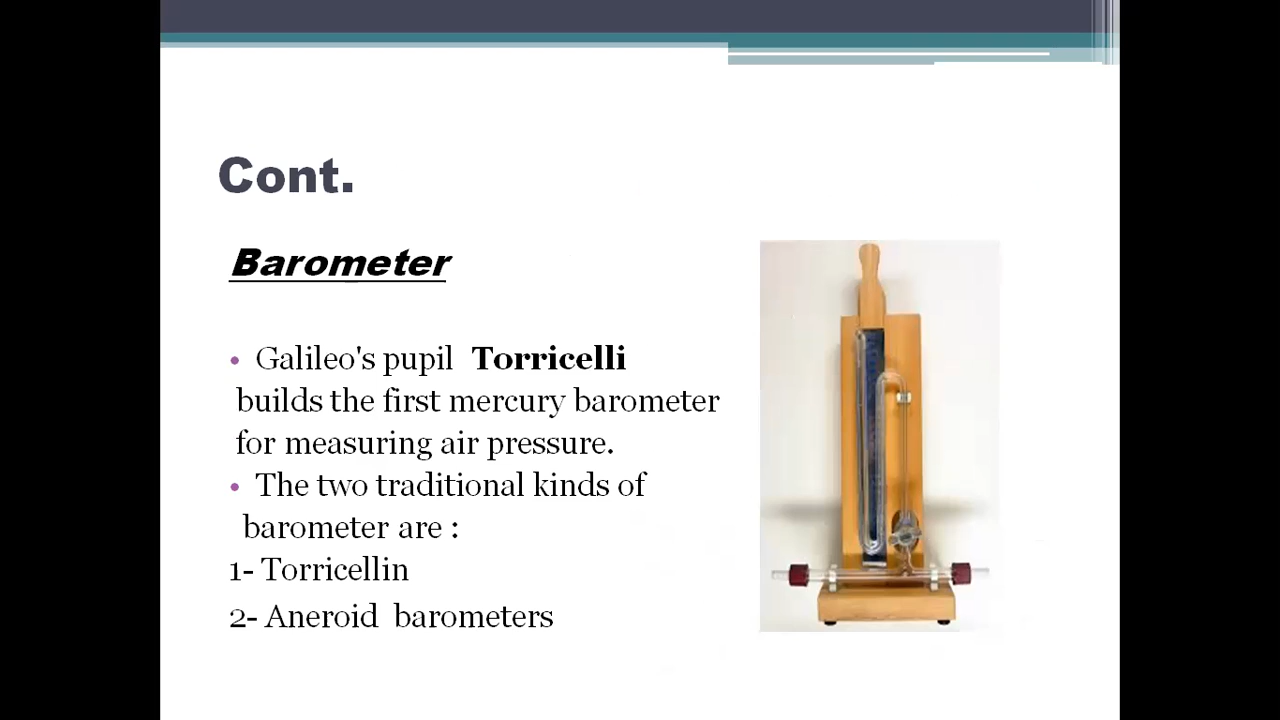 Cont.
Barometer
• Galileo's pupil Torricelli
builds the first mercury barometer
for measuring air pressure.
• The two traditional kinds of
barometer are :
1- Torricellin
2- Aneroid barometers